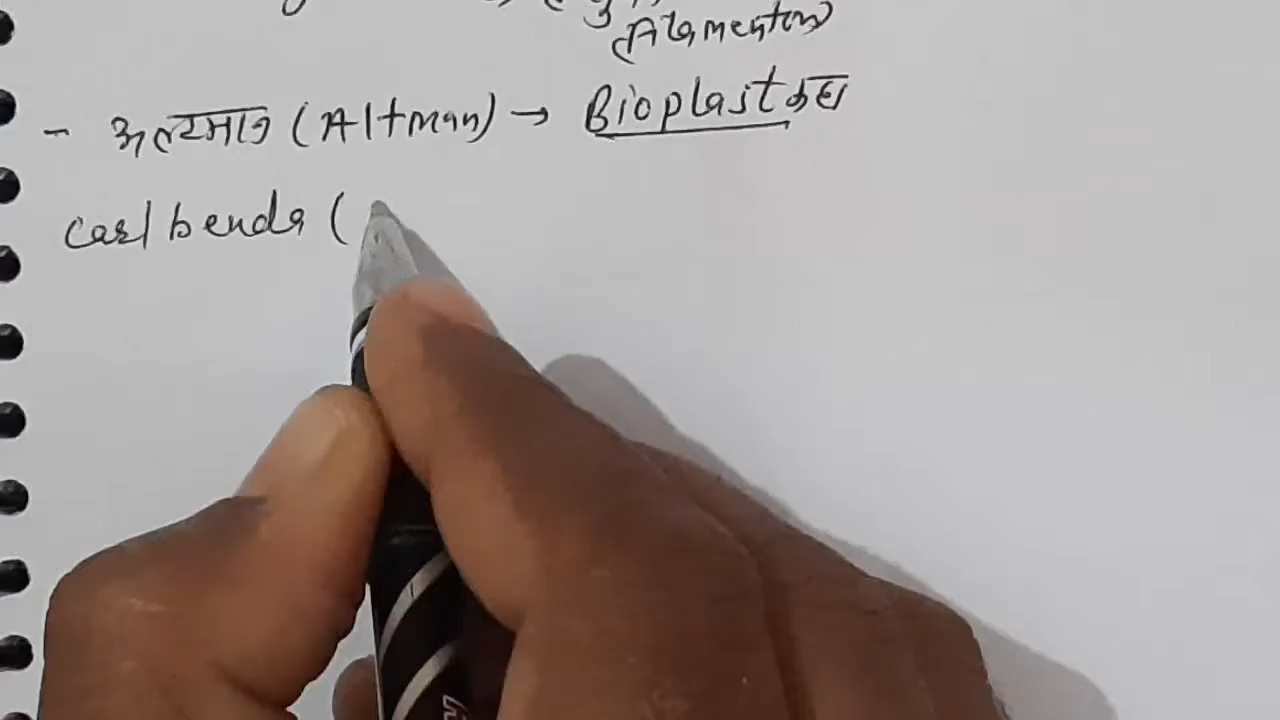 (Filamentous)
- अल्टमान (Altman) → Bioplast कहा
Carl benda (